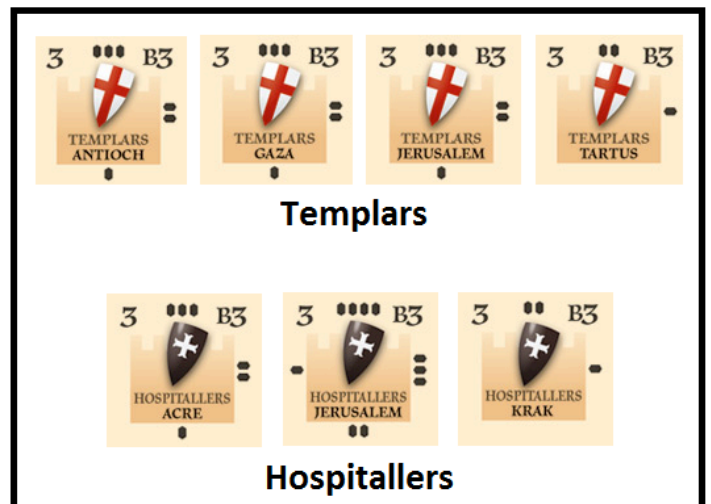 3 B3 3 B3 3 B3 3 B3
TEMPLARS TEMPLARS TEMPLARS TEMPLARS
ANTIOCH GAZA JERUSALEM TARTUS
Templars
3 B3 3 B3 3 B3
HOSPITALLERS HOSPITALLERS HOSPITALLERS
ACRE JERUSALEM KRAK
Hospitallers